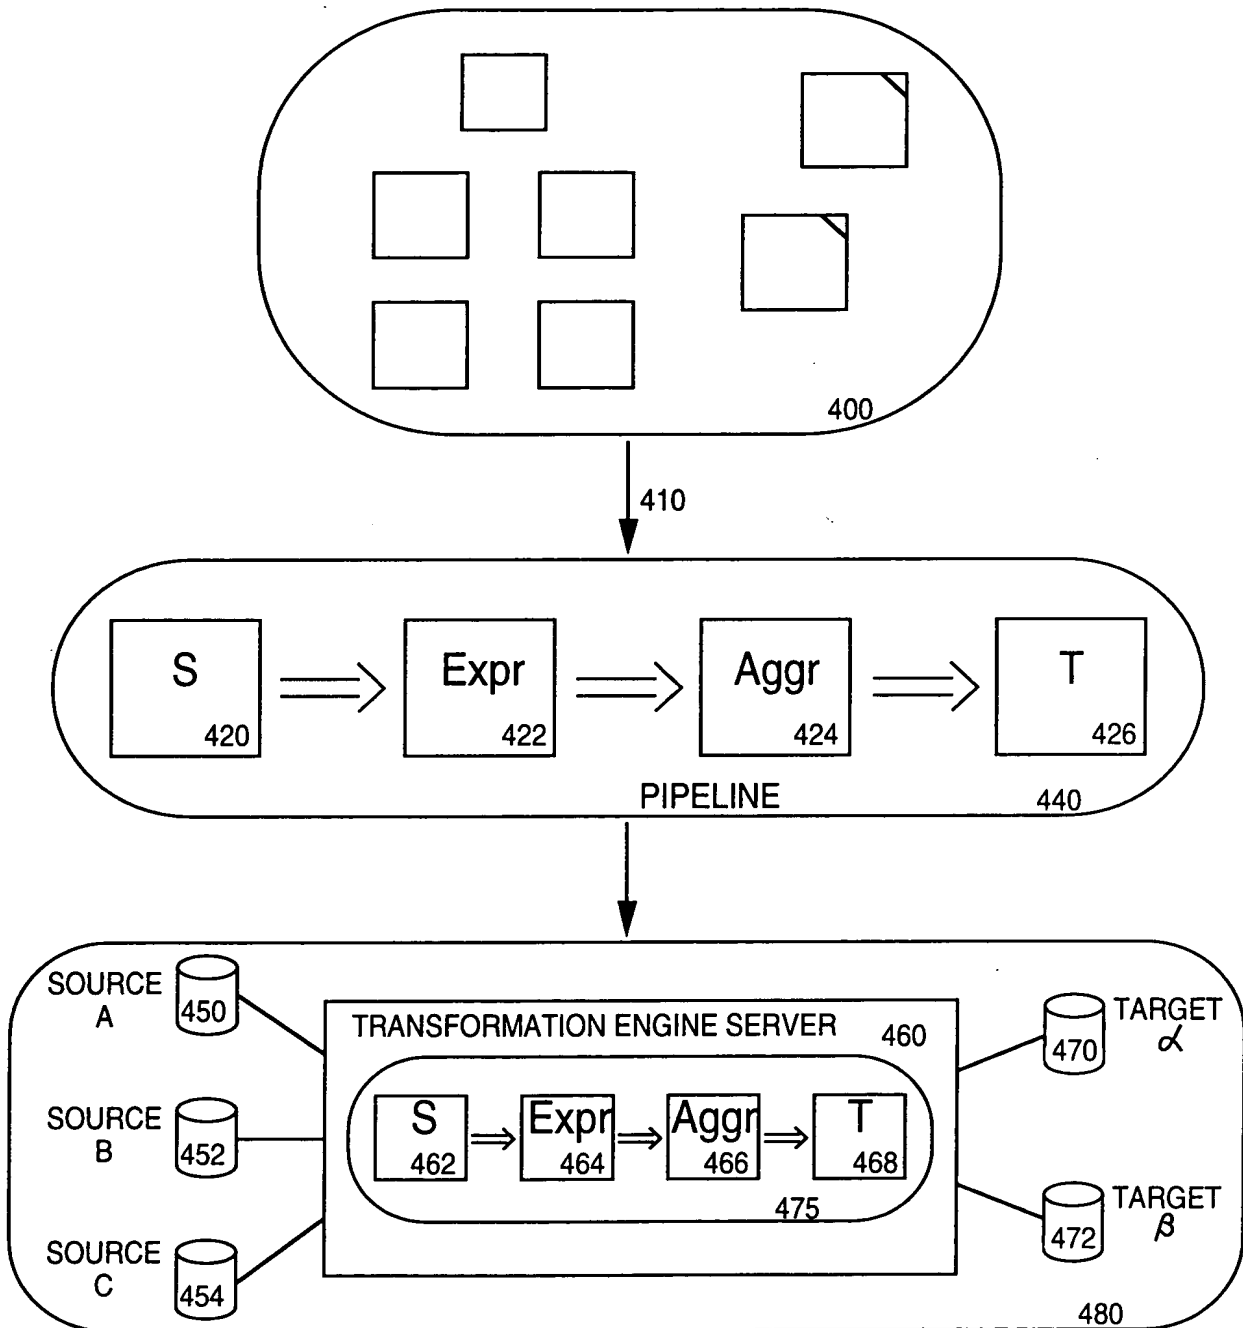 400
410
S
420
Expr
422
Aggr
424
T
426
PIPELINE
440
SOURCE
A
450
SOURCE
B
452
SOURCE
C
454
TRANSFORMATION ENGINE SERVER
460
S
462
Expr
464
Aggr
466
T
468
475
470
TARGET
α
472
TARGET
β
480